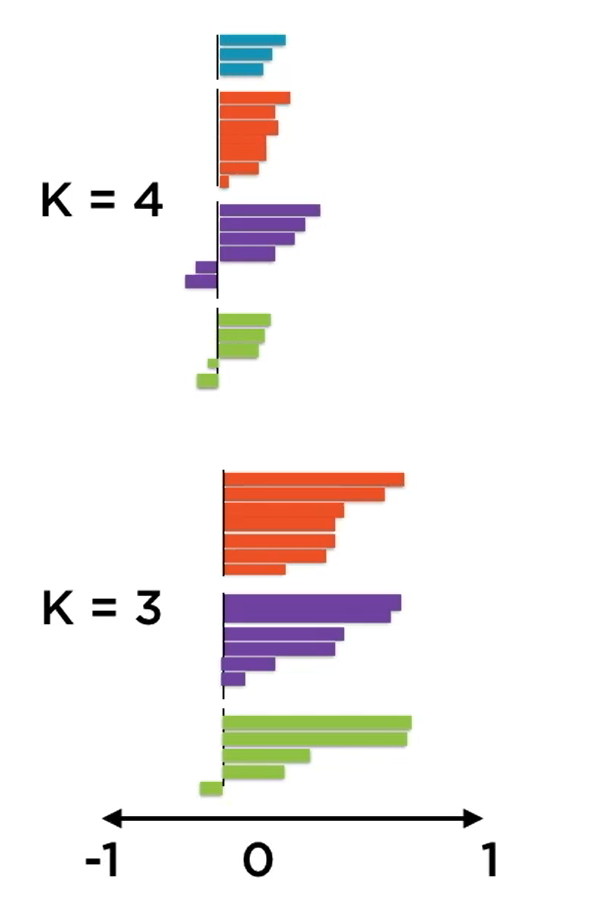 K = 4
K = 3
-1 0 1